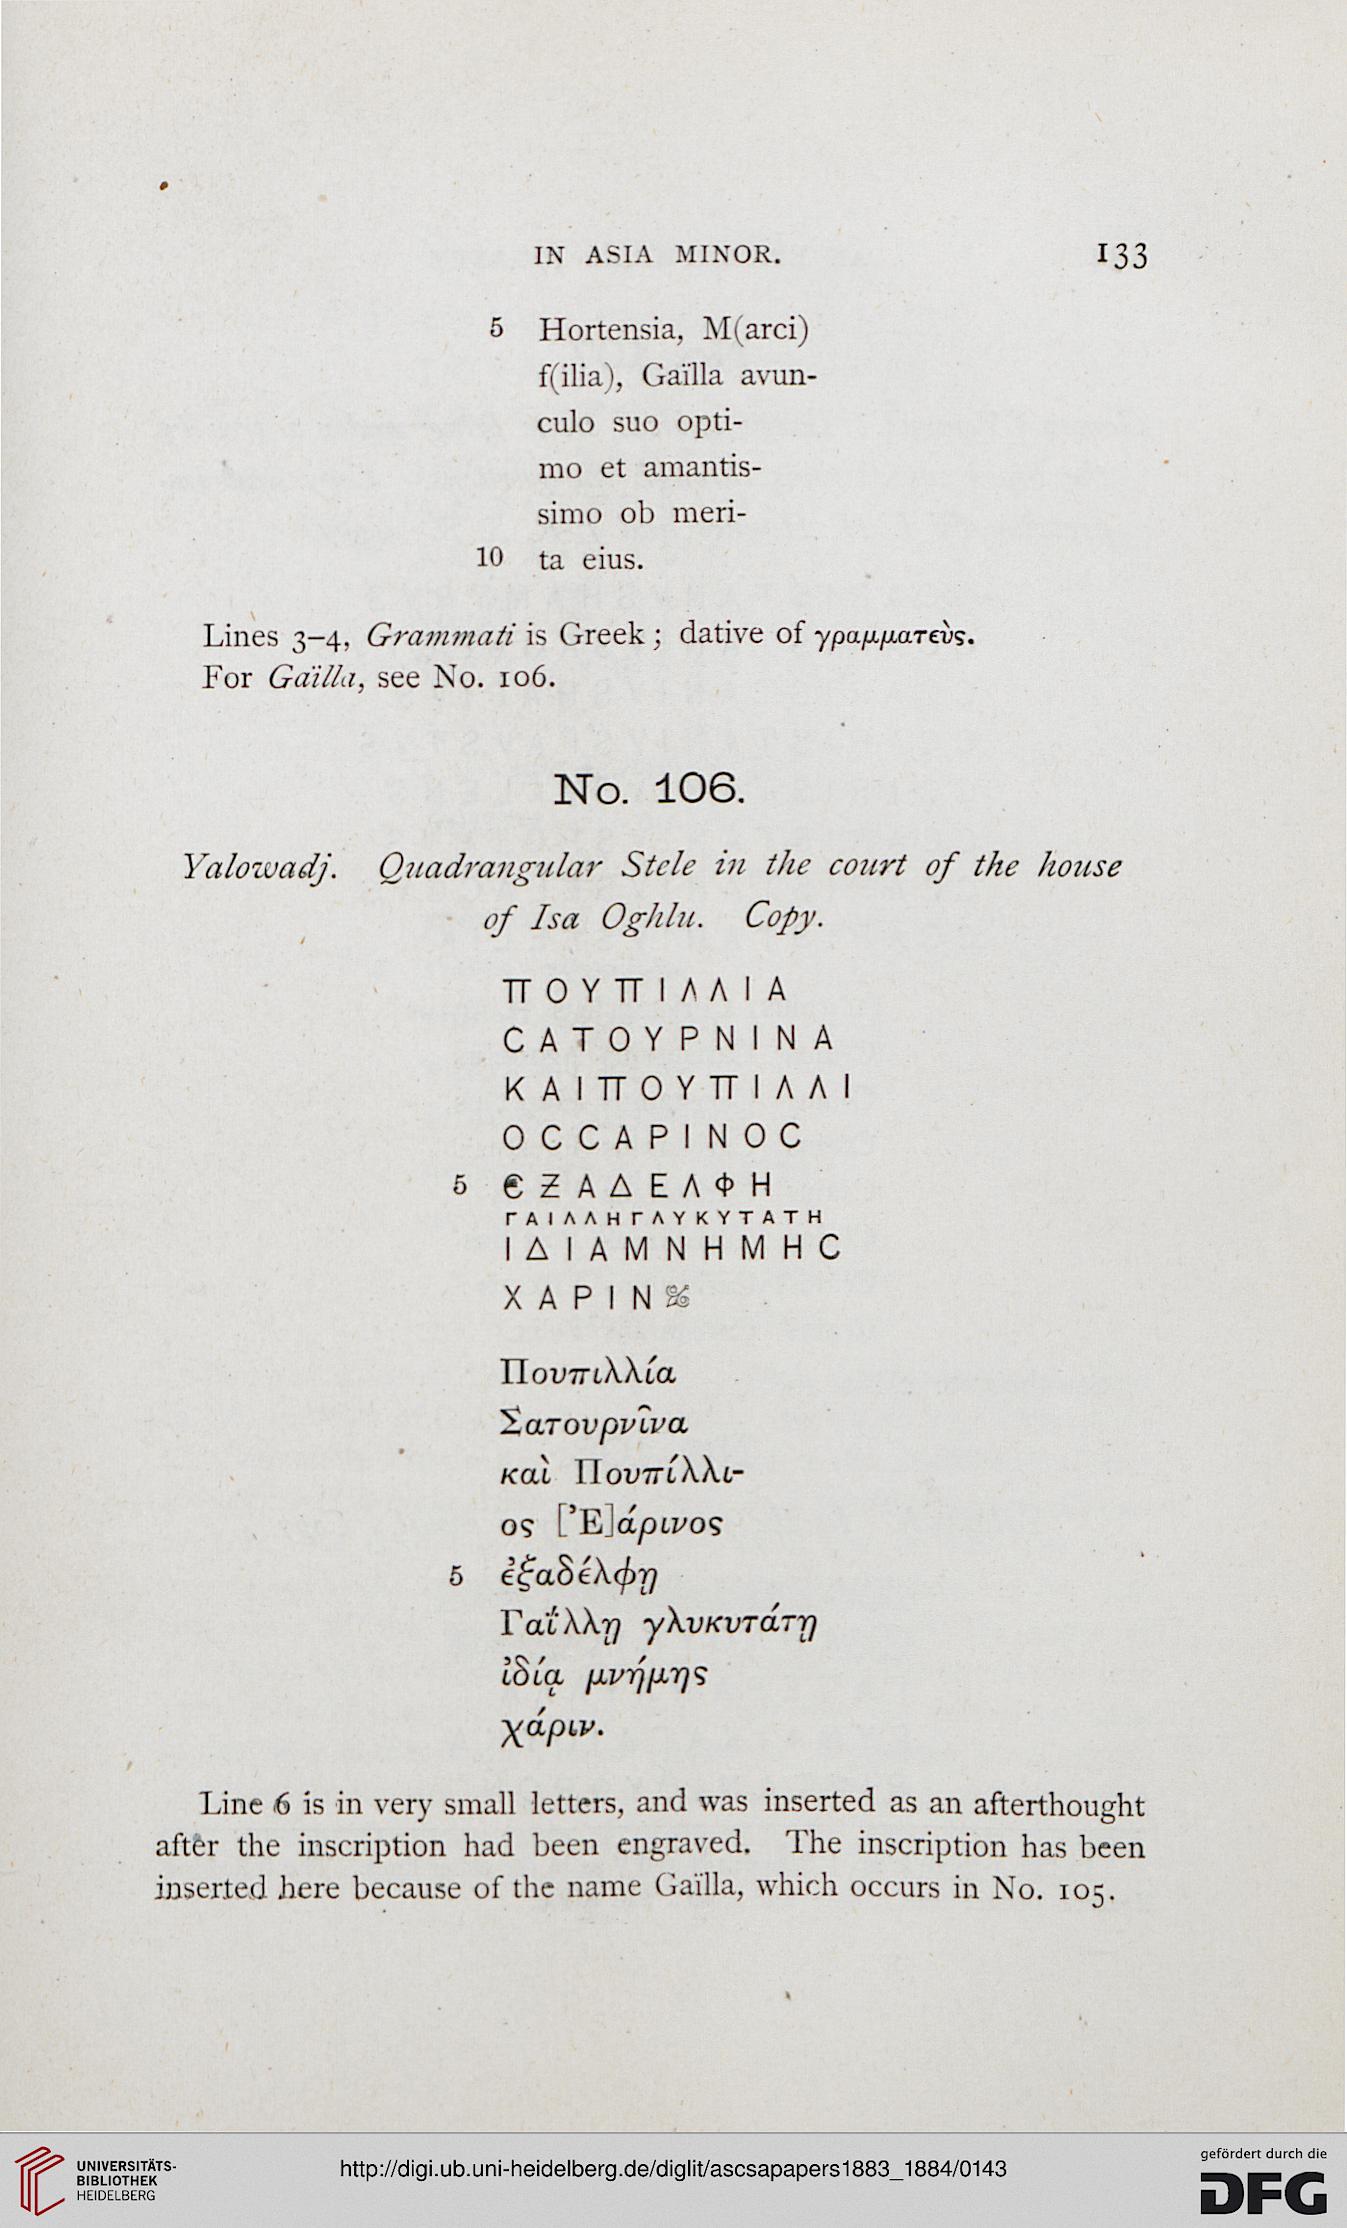 IN ASIA MINOR. 133
5 Hortensia, M(arci)
f(ilia), Gaïlla avun-
culo suo opti-
mo et amantis-
simo ob meri-
10 ta eius.
Lines 3–4, Grammati is Greek; dative of γραμματεὺς.
For Gaïlla, see No. 106.
No. 106.
Yalowadj. Quadrangular Stele in the court of the house
of Isa Oghlu. Copy.
ΠΟΥΠΙΛΛΙΑ
CΑΤΟΥΡΝΙΝΑ
ΚΑΙΠΟΥΠΙΛΛΙ
ΟCCΑΡΙΝΟC
5 ЄΖΑΔΕΛΦΗ
ΓΑΙΛΛΗΓΛΥΚΥΤΑΤΗ
ΙΔΙΑΜΝΗΜΗC
ΧΑΡΙΝ
Πουπιλλία
Σατουρνῖνα
καὶ Πουπίλλι-
ος [Ἐ]άρινος
5 ἐξαδέλφῃ
Γαΐλλῃ γλυκυτάτῃ
ἰδίᾳ μνήμης
χάριν.
Line 6 is in very small letters, and was inserted as an afterthought
after the inscription had been engraved. The inscription has been
inserted here because of the name Gaïlla, which occurs in No. 105.
UNIVERSITÄTS-
BIBLIOTHEK
HEIDELBERG
http://digi.ub.uni-heidelberg.de/diglit/ascsapapers1883_1884/0143
gefördert durch die
DFG